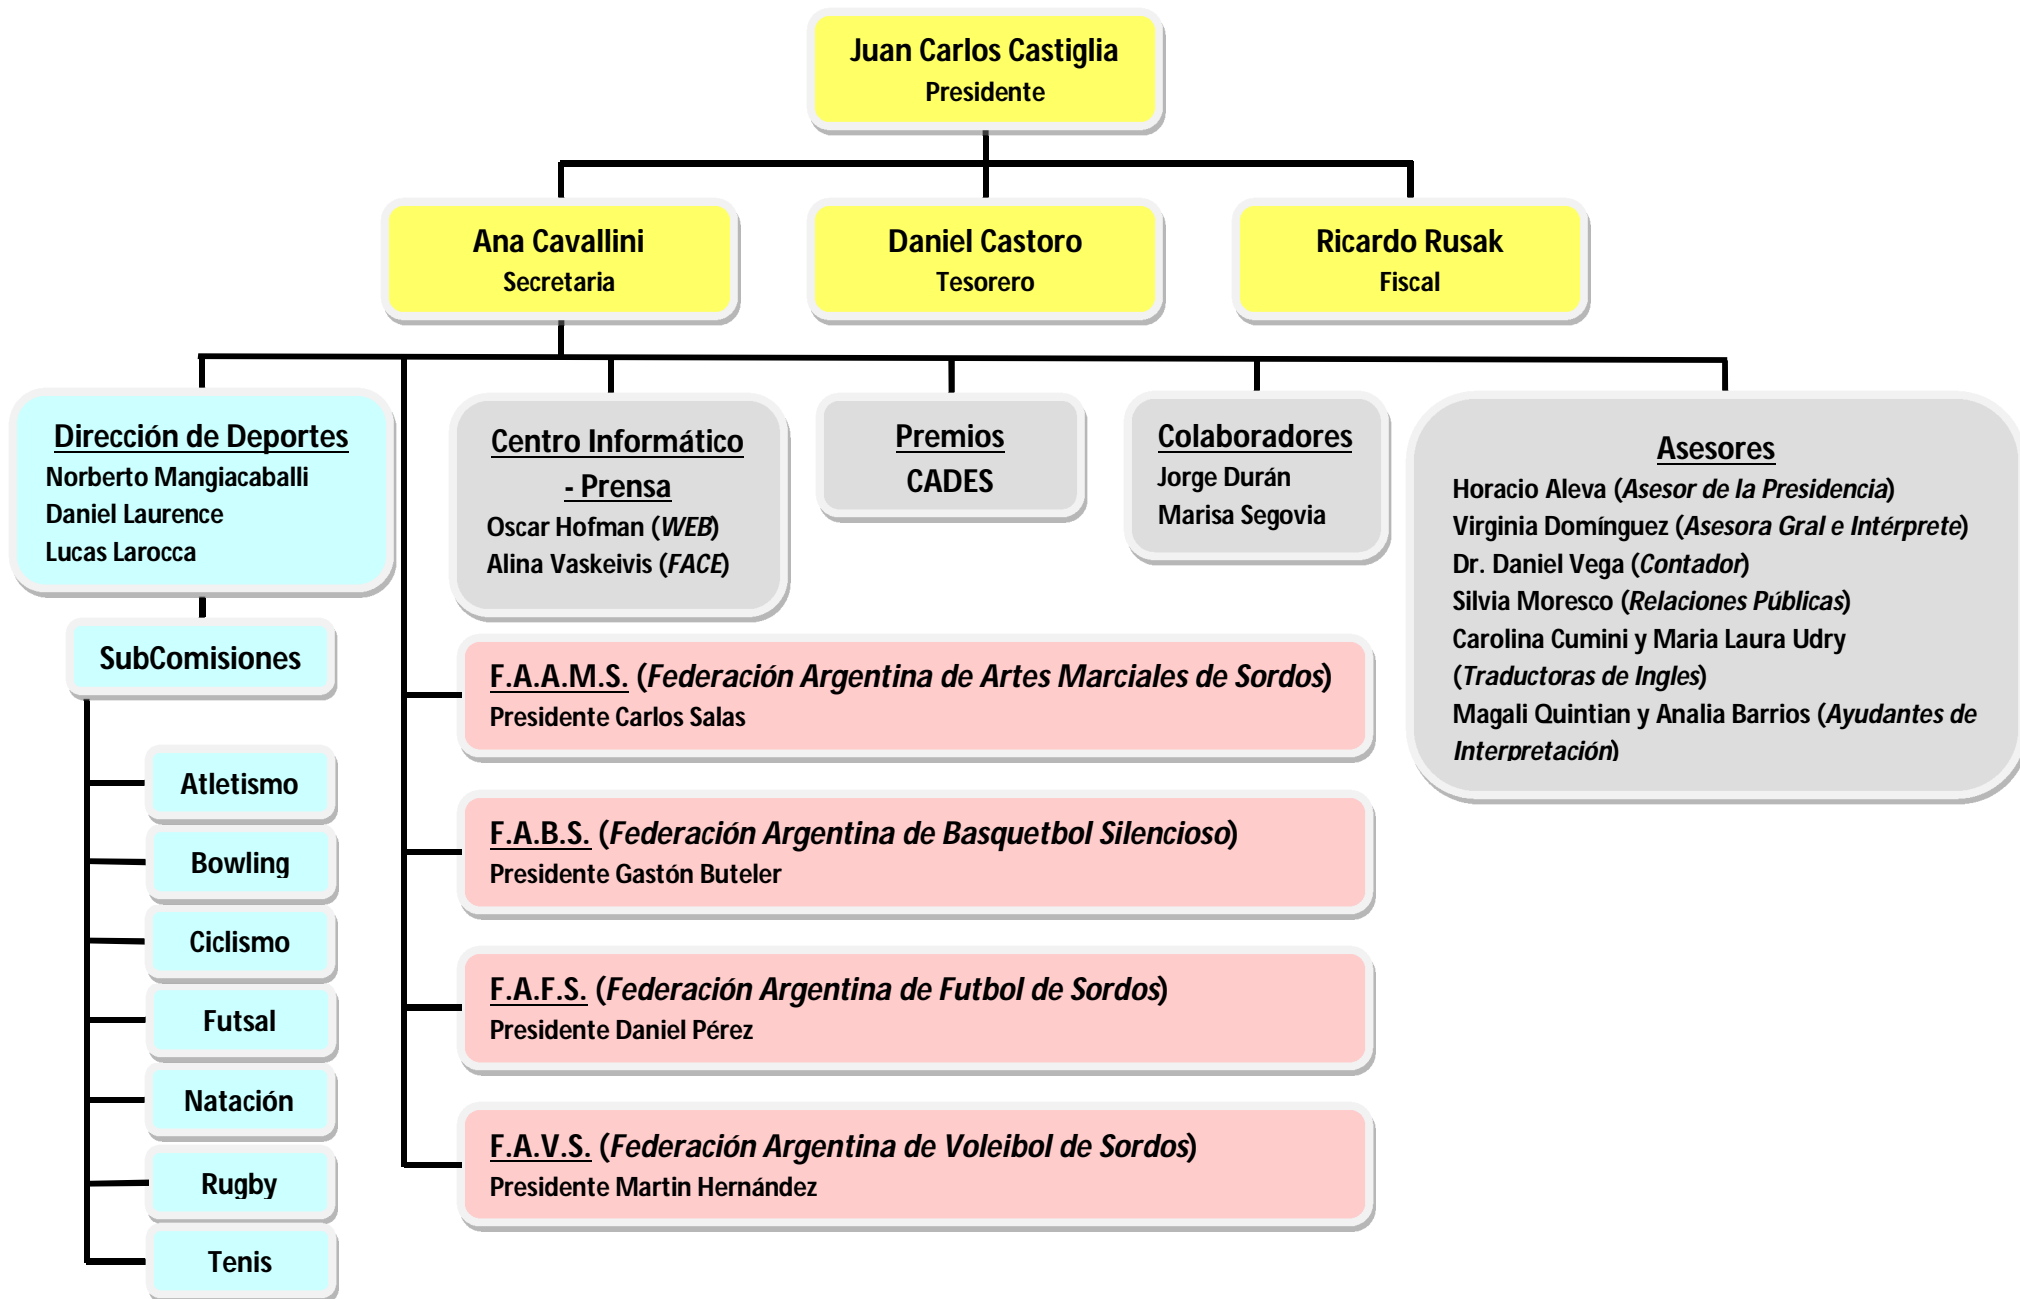 Juan Carlos Castiglia
Presidente
Ana Cavallini
Secretaria
Daniel Castoro
Tesorero
Ricardo Rusak
Fiscal
Dirección de Deportes
Norberto Mangiacaballi
Daniel Laurence
Lucas Larocca
Centro Informático
- Prensa
Oscar Hofman (WEB)
Alina Vaskeivis (FACE)
Premios
CADES
Colaboradores
Jorge Durán
Marisa Segovia
Asesores
Horacio Aleva (Asesor de la Presidencia)
Virginia Domínguez (Asesora Gral e Intérprete)
Dr. Daniel Vega (Contador)
Silvia Moresco (Relaciones Públicas)
Carolina Cumini y Maria Laura Udry
(Traductoras de Ingles)
Magali Quintian y Analia Barrios (Ayudantes de
Interpretación)
SubComisiones
Atletismo
Bowling
Ciclismo
Futsal
Natación
Rugby
Tenis
F.A.A.M.S. (Federación Argentina de Artes Marciales de Sordos)
Presidente Carlos Salas
F.A.B.S. (Federación Argentina de Basquetbol Silencioso)
Presidente Gastón Buteler
F.A.F.S. (Federación Argentina de Futbol de Sordos)
Presidente Daniel Pérez
F.A.V.S. (Federación Argentina de Voleibol de Sordos)
Presidente Martin Hernández